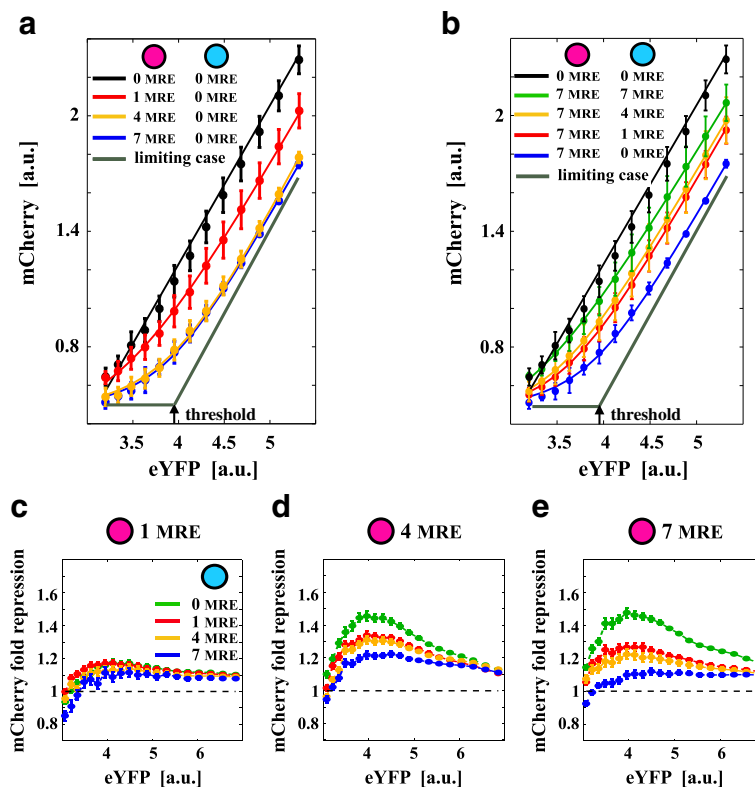 a
0 MRE 0 MRE
1 MRE 0 MRE
4 MRE 0 MRE
7 MRE 0 MRE
limiting case
2
1.4
0.8
mCherry [a.u.]
threshold
3.5 4 4.5 5
eYFP [a.u.]
b
0 MRE 0 MRE
7 MRE 7 MRE
7 MRE 4 MRE
7 MRE 1 MRE
7 MRE 0 MRE
limiting case
2
1.4
0.8
mCherry [a.u.]
threshold
3.5 4 4.5 5
eYFP [a.u.]
c
1 MRE
0 MRE
1 MRE
4 MRE
7 MRE
1.6
1.4
1.2
1
0.8
mCherry fold repression
4 5 6
eYFP [a.u.]
d
4 MRE
1.6
1.4
1.2
1
0.8
mCherry fold repression
4 5 6
eYFP [a.u.]
e
7 MRE
1.6
1.4
1.2
1
0.8
mCherry fold repression
4 5 6
eYFP [a.u.]